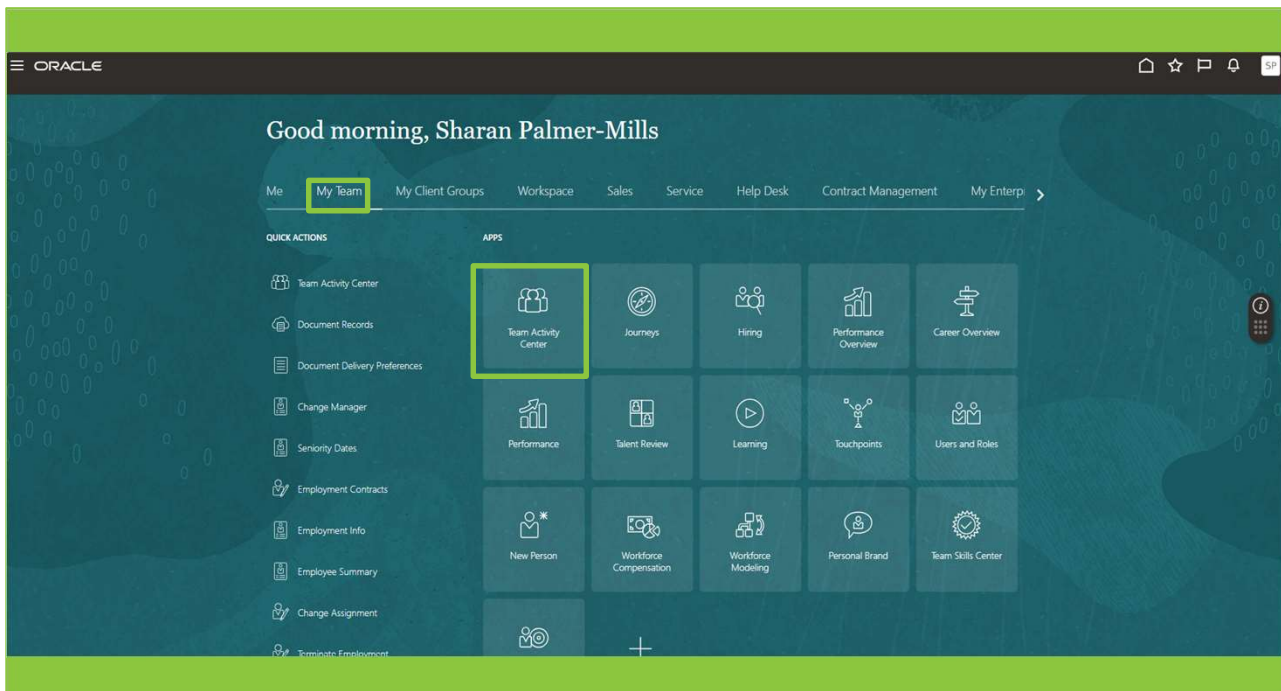 ORACLE
SP
Good morning, Sharan Palmer-Mills
Me My Team My Client Groups Workspace Sales Service Help Desk Contract Management My Enterp
QUICK ACTIONS
Team Activity Center
Document Records
Document Delivery Preferences
Change Manager
Seniority Dates
Employment Contracts
Employment Info
Employee Summary
Change Assignment
Terminate Employment
APPS
Team Activity
Center
Journeys
Hiring
Performance
Overview
Career Overview
Performance
Talent Review
Learning
Touchpoints
Users and Roles
New Person
Workforce
Compensation
Workforce
Modeling
Personal Brand
Team Skills Center